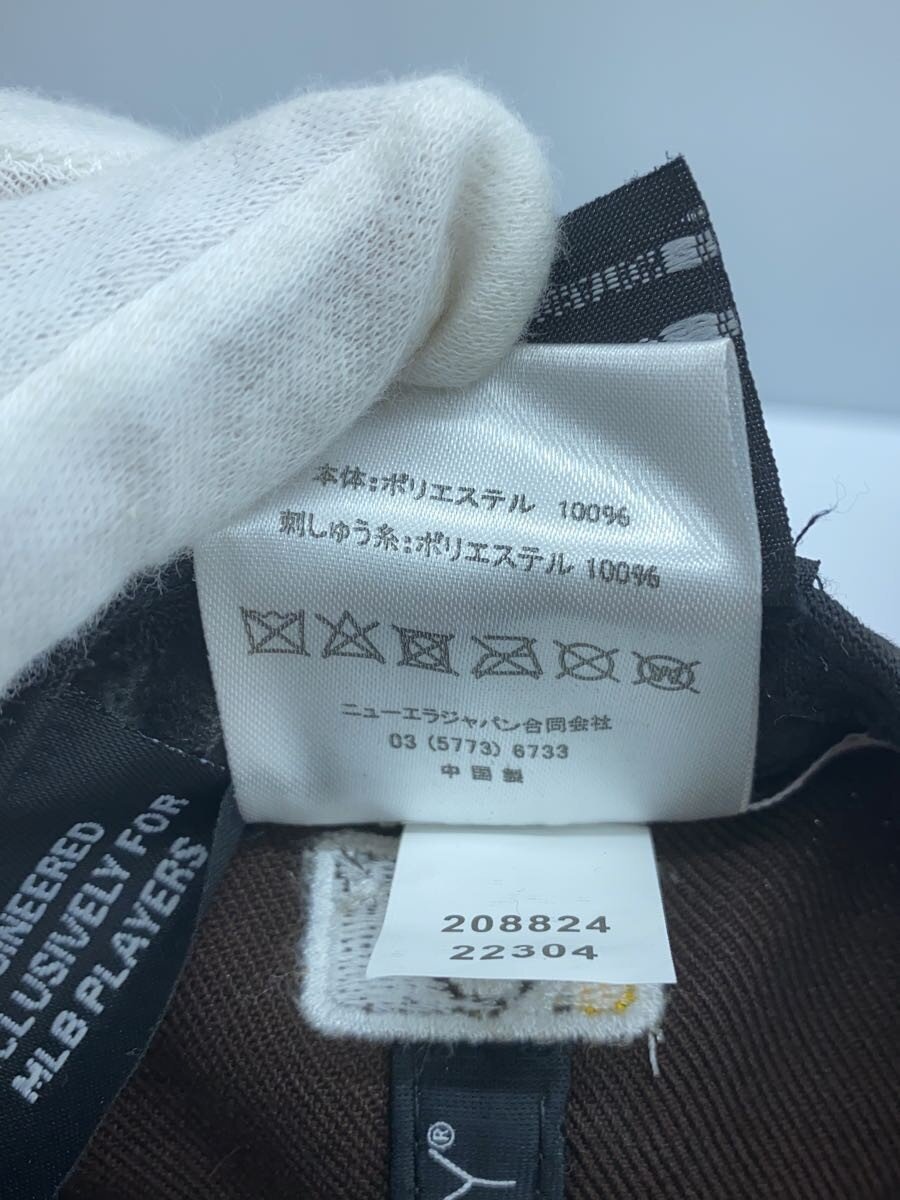 本体:ポリエステル 100%
刺しゅう糸:ポリエステル 100%
ニューエラジャパン合同会社
03 (5773) 6733
中国製
208824
22304
FOR
MLB PLAYERS
Y®